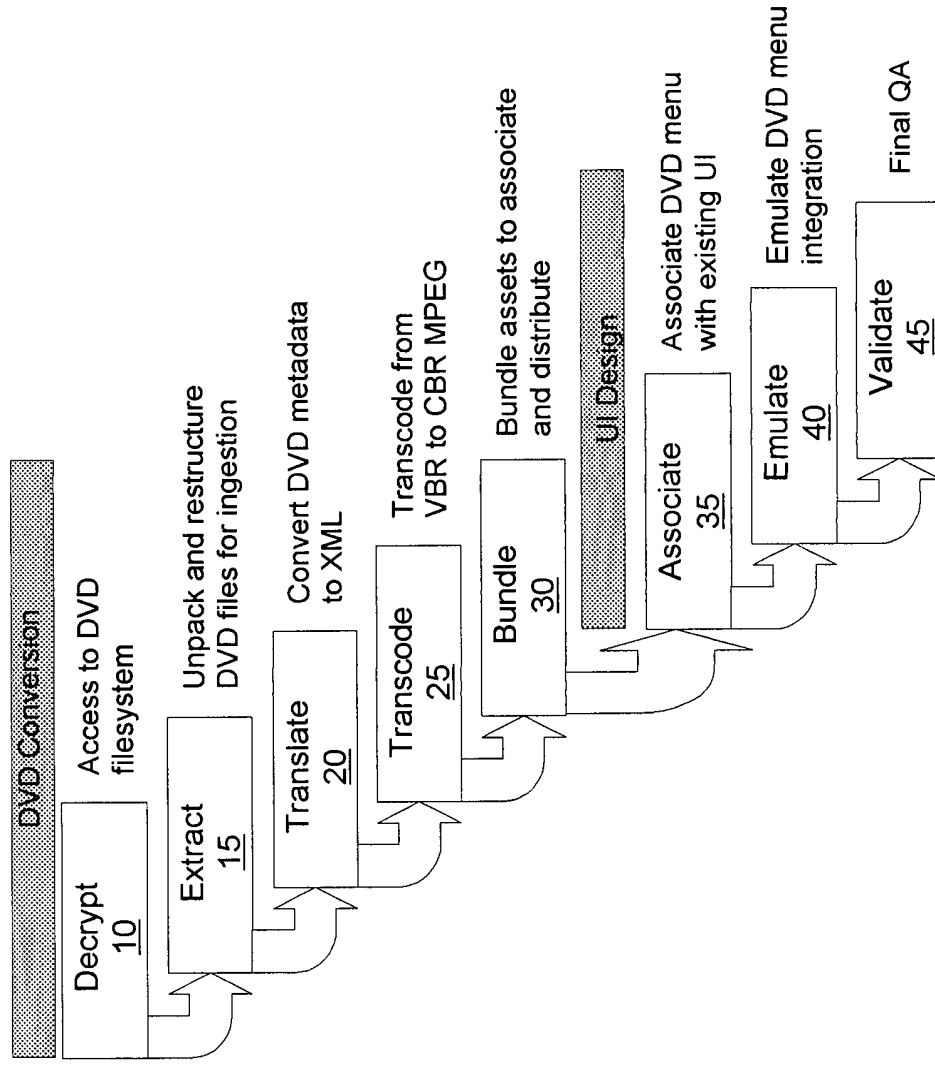 DVD Conversion
Decrypt
10
Access to DVD
filesystem
Extract
15
Unpack and restructure
DVD files for ingestion
Translate
20
Convert DVD metadata
to XML
Transcode
25
Transcode from
VBR to CBR MPEG
Bundle
30
Bundle assets to associate
and distribute
UI Design
Associate
35
Associate DVD menu
with existing UI
Emulate
40
Emulate DVD menu
integration
Validate
45
Final QA